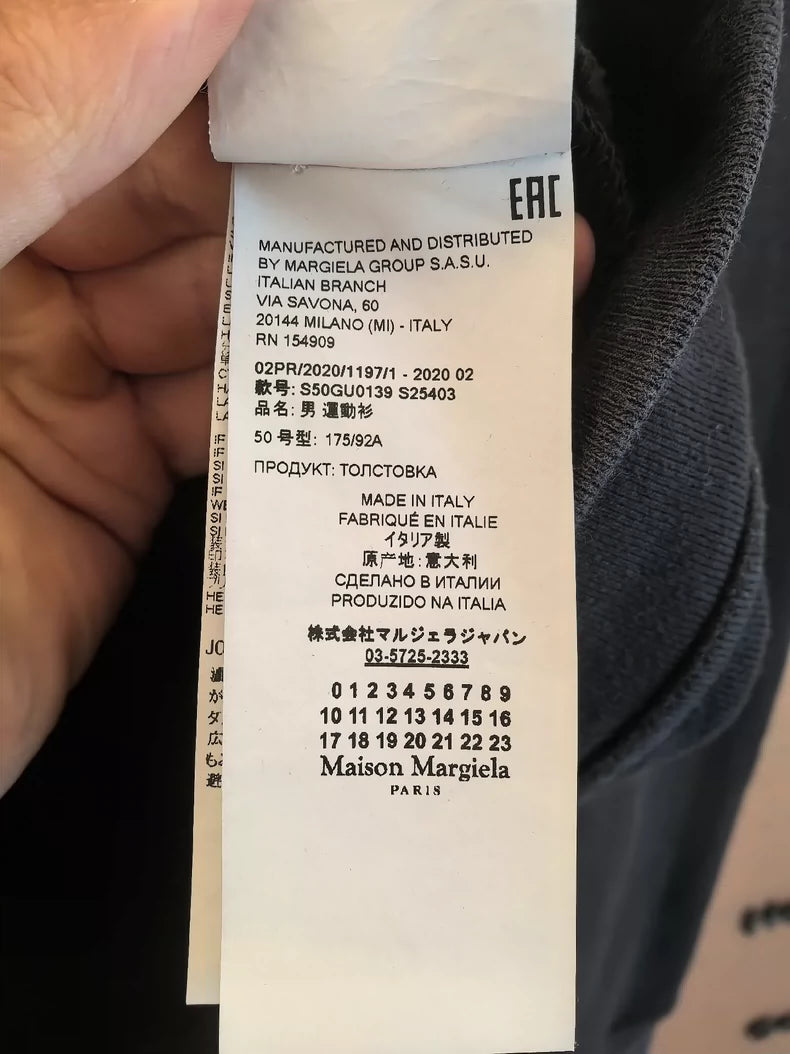 EAC
MANUFACTURED AND DISTRIBUTED
BY MARGIELA GROUP S.A.S.U.
ITALIAN BRANCH
VIA SAVONA, 60
20144 MILANO (MI) - ITALY
RN 154909
02PR/2020/1197/1 - 2020 02
款号: S50GU0139 S25403
品名: 男 運動衫
50 号型: 175/92A
ПРОДУКТ: ТОЛСТОВКА
MADE IN ITALY
FABRIQUÉ EN ITALIE
イタリア製
原产地: 意大利
СДЕЛАНО В ИТАЛИИ
PRODUZIDO NA ITALIA
株式会社マルジェラジャパン
03-5725-2333
0 1 2 3 4 5 6 7 8 9
10 11 12 13 14 15 16
17 18 19 20 21 22 23
Maison Margiela
PARIS